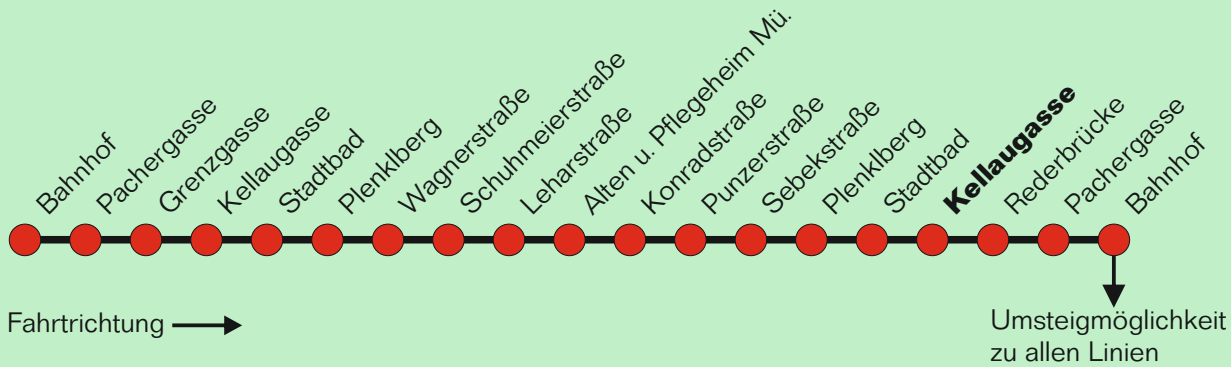 Bahnhof
Pachergasse
Grenzgasse
Kellaugasse
Stadtbad
Plenklberg
Wagnerstraße
Schuhmeierstraße
Leharstraße
Alten u. Pflegeheim Mü.
Konradstraße
Punzerstraße
Sebekstraße
Plenklberg
Stadtbad
Kellaugasse
Rederbrücke
Pachergasse
Bahnhof
Fahrtrichtung
Umsteigmöglichkeit
zu allen Linien